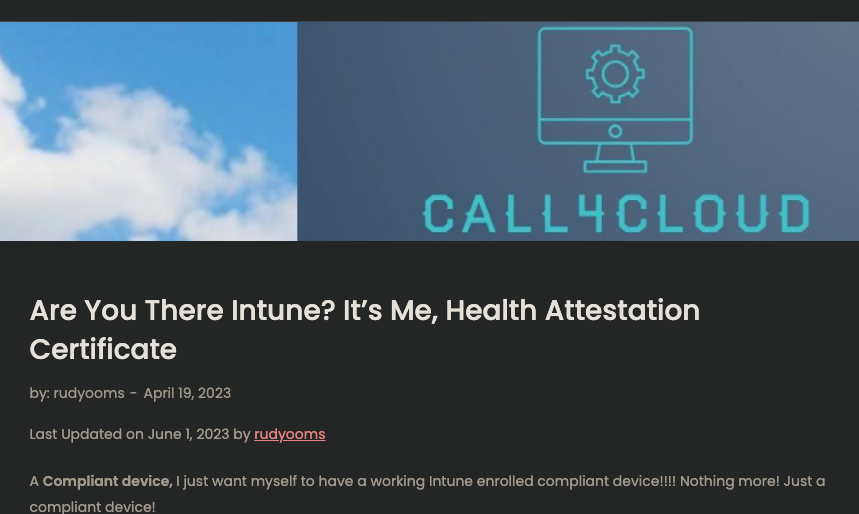 CALL4CLOUD
Are You There Intune? It’s Me, Health Attestation
Certificate
by: rudyooms - April 19, 2023
Last Updated on June 1, 2023 by rudyooms
A Compliant device, I just want myself to have a working Intune enrolled compliant device!!!! Nothing more! Just a
compliant device!